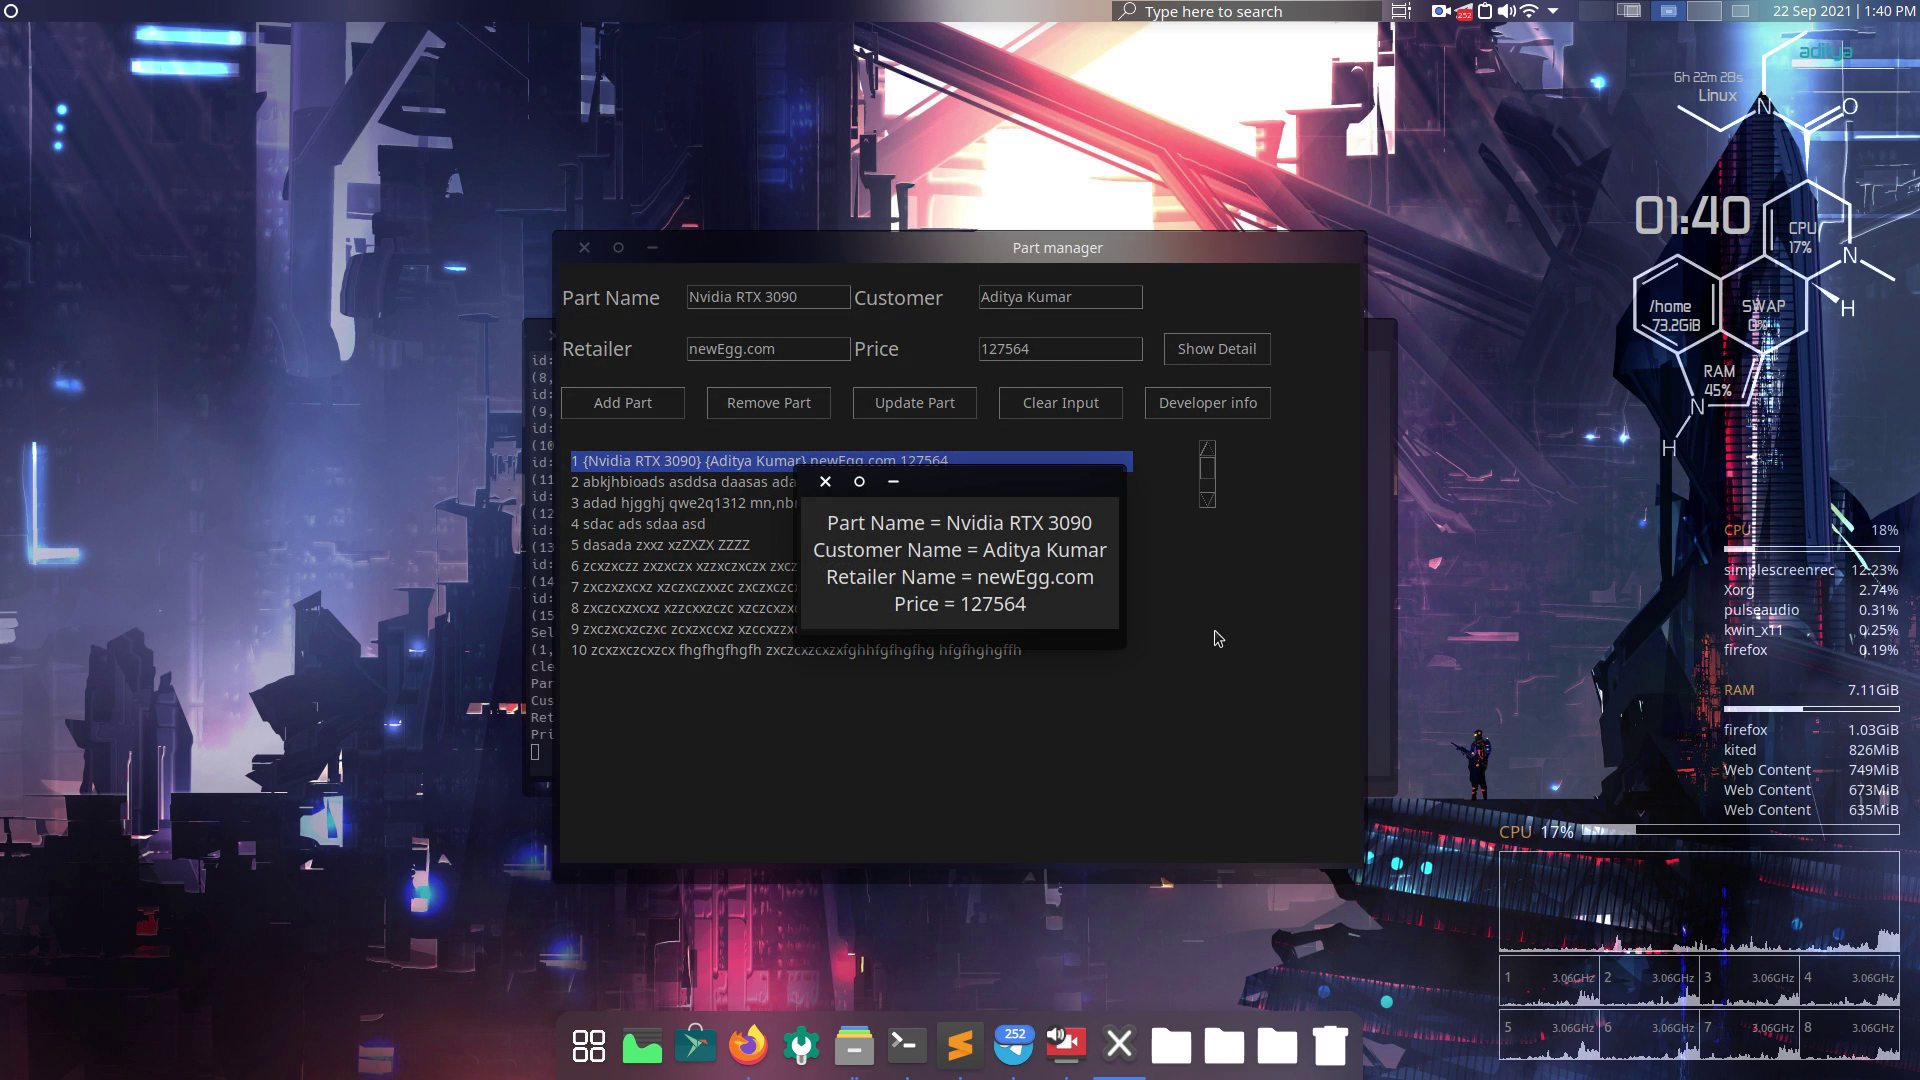 Type here to search
252
22 Sep 2021 | 1:40 PM
aditya
6h 22m 28s
Linux
N
O
01:40
CPU
17%
N
H
/home
73.2GiB
SWAP
0%
RAM
45%
N
H
Part manager
Part Name
Nvidia RTX 3090
Customer
Aditya Kumar
Retailer
newEgg.com
Price
127564
Show Detail
Add Part
Remove Part
Update Part
Clear Input
Developer info
1 {Nvidia RTX 3090} {Aditya Kumar} newEgg.com 127564
2 abkjhbioads asddsa daasas ada
3 adad hjgghj qwe2q1312 mn,nb
4 sdac ads sdaa asd
5 dasada zxxz xzZXZX ZZZZ
6 zcxzxczz zxzxczx xzzxczxczx zxcz
7 zxczxzxcxz xzczxczxxzc zxczxzcz
8 zxczcxzxcxz xzzcxxzczc xzczcxzx
9 zxczxcxzczxc zcxzxccxz xzccxzzx
10 zcxzxczcxzcx fhgfhgfhgfh zxczcxzcxzxfghhfgfhgfhg hfgfhghgffh
Part Name = Nvidia RTX 3090
Customer Name = Aditya Kumar
Retailer Name = newEgg.com
Price = 127564
id:
(8,
id:
(9,
id:
(10
id:
(11
id:
(12
id:
(13
id:
(14
id:
(15
Sel
(1,
cle
Par
Cus
Ret
Pri
CPU 18%
simplescreenrec 12.23%
Xorg 2.74%
pulseaudio 0.31%
kwin_x11 0.25%
firefox 0.19%
RAM 7.11GiB
firefox 1.03GiB
kited 826MiB
Web Content 749MiB
Web Content 673MiB
Web Content 635MiB
CPU 17%
1 3.06GHz 2 3.06GHz 3 3.06GHz 4 3.06GHz
5 3.06GHz 6 3.06GHz 7 3.06GHz 8 3.06GHz
252